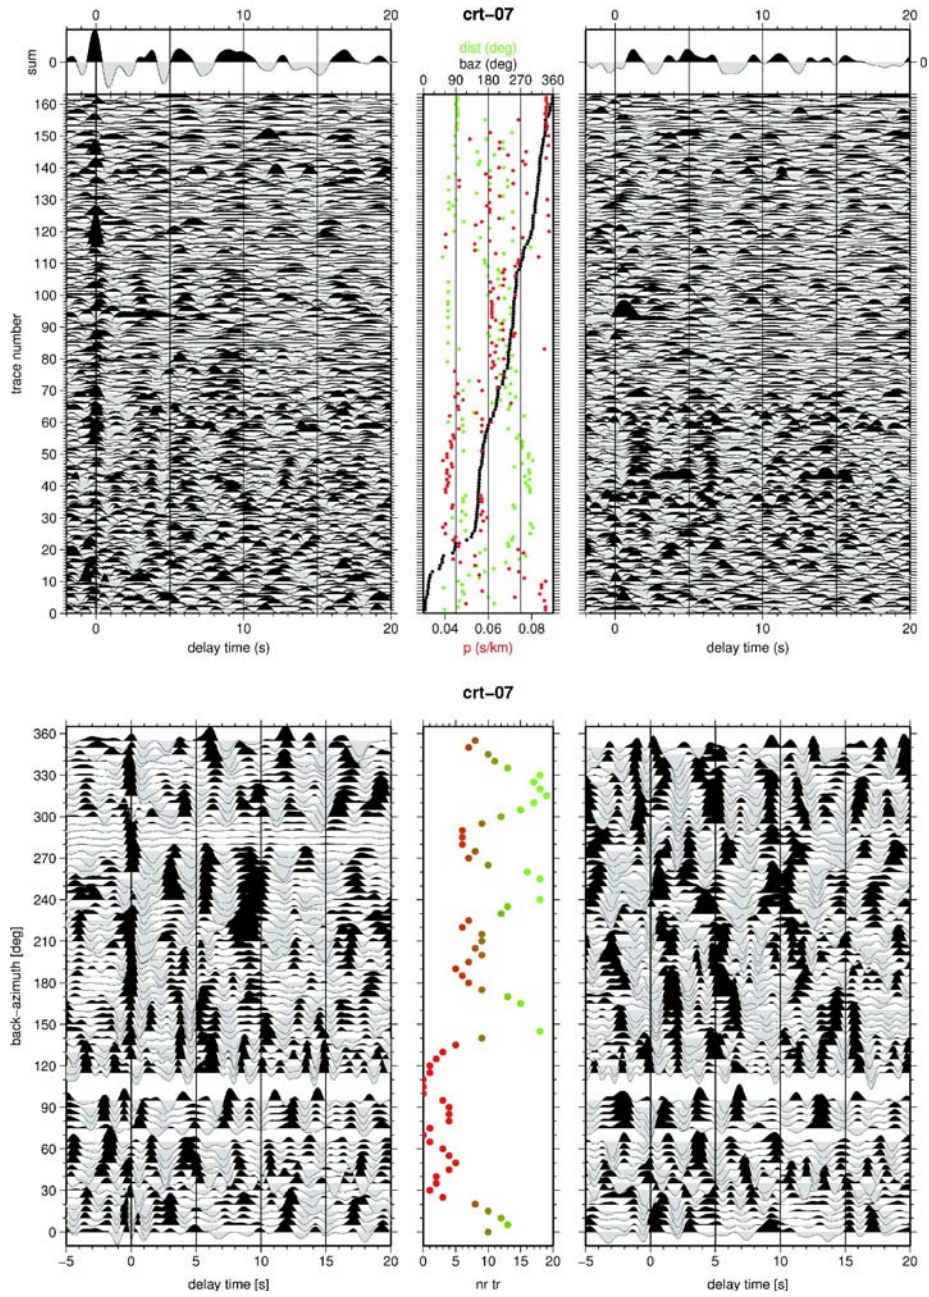 crt-07
dist (deg)
baz (deg)
0 10 20
0 90 180 270 360
0 10 20
sum
0
0
160
150
140
130
120
110
100
90
80
70
60
50
40
30
20
10
0
trace number
0 10 20
0.04 0.06 0.08
0 10 20
delay time (s)
p (s/km)
delay time (s)
crt-07
360
330
300
270
240
210
180
150
120
90
60
30
0
back-azimuth [deg]
-5 0 5 10 15 20
0 5 10 15 20
-5 0 5 10 15 20
delay time [s]
nr tr
delay time [s]